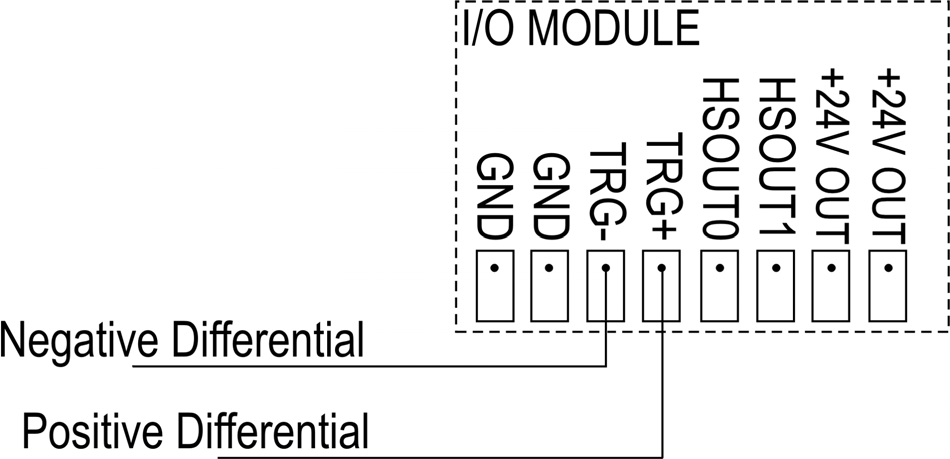 I/O MODULE
GND
GND
TRG-
TRG+
HSOUT0
HSOUT1
+24V OUT
+24V OUT
Negative Differential
Positive Differential